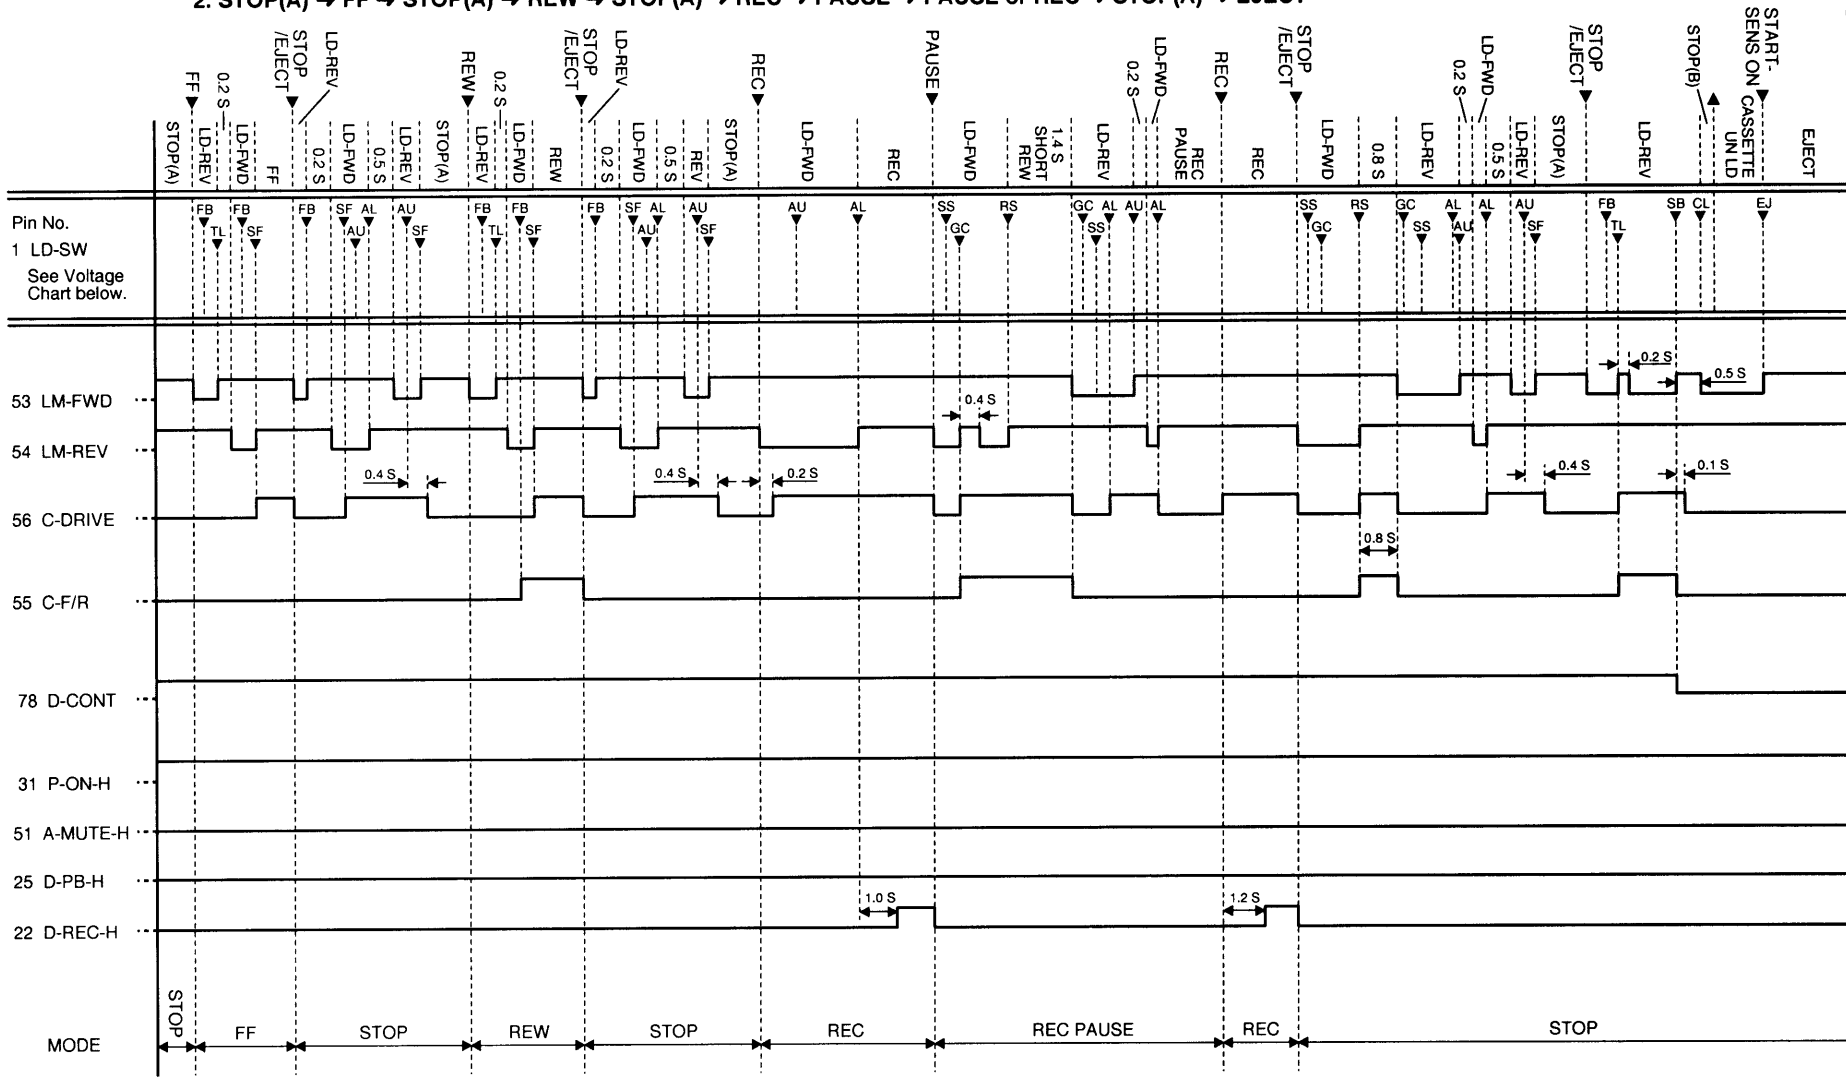 2. STOP(A) → FF → STOP(A) → REW → STOP(A) → REC → PAUSE → PAUSE or REC → STOP (A) → EJECT
FF
0.2 S
STOP
/EJECT
LD-REV
REW
0.2 S
STOP
/EJECT
LD-REV
REC
PAUSE
0.2 S
LD-FWD
REC
STOP
/EJECT
0.2 S
LD-FWD
STOP
/EJECT
STOP(B)
START-
SENS ON
STOP(A)
LD-REV
LD-FWD
FF
0.2 S
LD-FWD
0.5 S
LD-REV
STOP(A)
LD-REV
LD-FWD
REW
0.2 S
LD-FWD
0.5 S
REV
STOP(A)
LD-FWD
REC
LD-FWD
1.4 S
SHORT
REW
LD-REV
REC
PAUSE
REC
LD-FWD
0.8 S
LD-REV
0.5 S
LD-REV
STOP(A)
LD-REV
CASSETTE
UN LD
EJECT
Pin No.
1 LD-SW
See Voltage
Chart below.
FB FB FB SF AL AU FB FB FB SF AL AU AU AL SS RS GC AL AU AL SS RS GC AL AL AU FB SB CL EJ
TL SF AU SF TL SF AU SF GC SS GC SS AU SF TL
0.2 S
0.5 S
53 LM-FWD
0.4 S
54 LM-REV
0.4 S 0.4 S 0.2 S 0.4 S 0.1 S
56 C-DRIVE
0.8 S
55 C-F/R
78 D-CONT
31 P-ON-H
51 A-MUTE-H
25 D-PB-H
1.0 S 1.2 S
22 D-REC-H
MODE
STOP FF STOP REW STOP REC REC PAUSE REC STOP